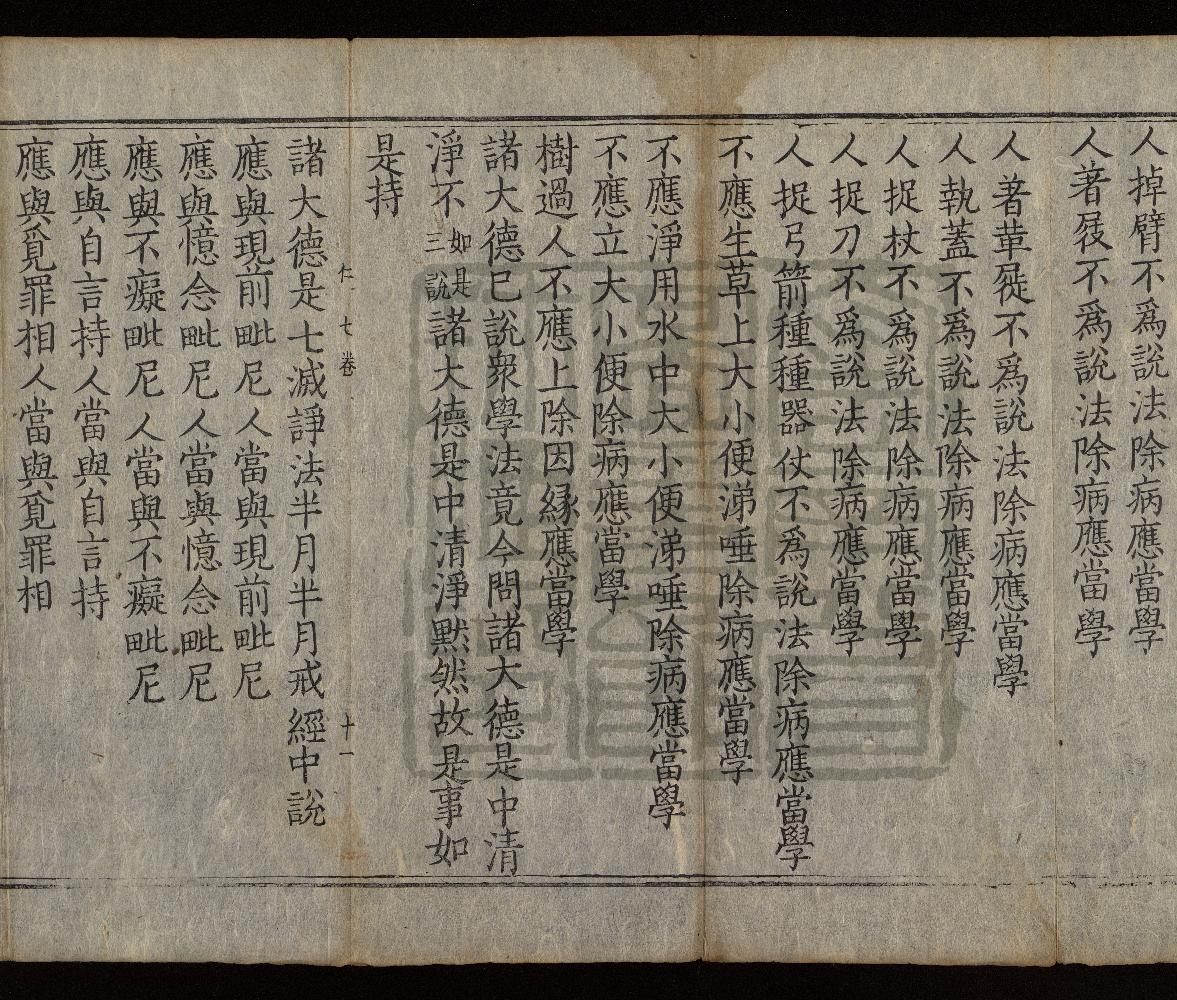 人掉臂不爲說法除病應當學
人著屐不爲說法除病應當學
人著革屣不爲說法除病應當學
人執蓋不爲說法除病應當學
人捉杖不爲說法除病應當學
人捉刀不爲說法除病應當學
人捉弓箭種種器仗不爲說法除病應當學
不應生草上大小便涕唾除病應當學
不應淨用水中大小便涕唾除病應當學
不應立大小便除病應當學
樹過人不應上除因緣應當學
諸大德已說衆學法竟今問諸大德是中清
淨不如是三說諸大德是中清淨默然故是事如
是持
仁 七卷 十一
諸大德是七滅諍法半月半月戒經中說
應與現前毗尼人當與現前毗尼
應與憶念毗尼人當與憶念毗尼
應與不癡毗尼人當與不癡毗尼
應與自言持人當與自言持
應與覓罪相人當與覓罪相